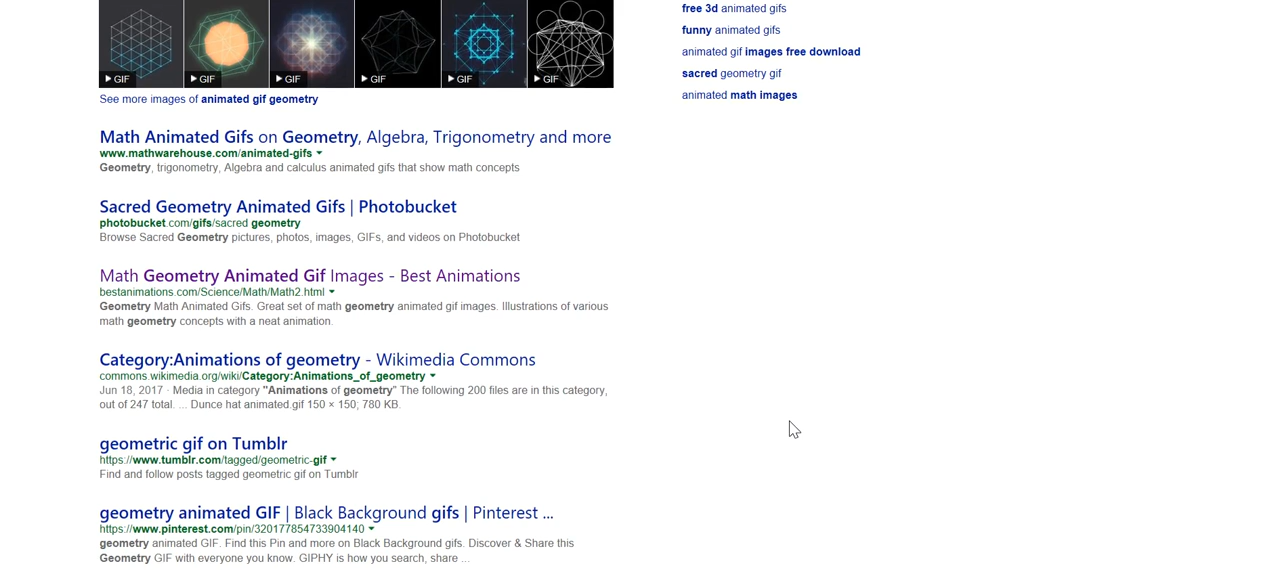 GIF GIF GIF GIF GIF GIF
See more images of animated gif geometry
Math Animated Gifs on Geometry, Algebra, Trigonometry and more
www.mathwarehouse.com/animated-gifs
Geometry, trigonometry, Algebra and calculus animated gifs that show math concepts
Sacred Geometry Animated Gifs | Photobucket
photobucket.com/gifs/sacred geometry
Browse Sacred Geometry pictures, photos, images, GIFs, and videos on Photobucket
Math Geometry Animated Gif Images - Best Animations
bestanimations.com/Science/Math/Math2.html
Geometry Math Animated Gifs. Great set of math geometry animated gif images. Illustrations of various
math geometry concepts with a neat animation.
Category:Animations of geometry - Wikimedia Commons
commons.wikimedia.org/wiki/Category:Animations_of_geometry
Jun 18, 2017 · Media in category "Animations of geometry" The following 200 files are in this category,
out of 247 total. ... Dunce hat animated.gif 150 × 150; 780 KB.
geometric gif on Tumblr
https://www.tumblr.com/tagged/geometric-gif
Find and follow posts tagged geometric gif on Tumblr
geometry animated GIF | Black Background gifs | Pinterest ...
https://www.pinterest.com/pin/320177854733904140
geometry animated GIF. Find this Pin and more on Black Background gifs. Discover & Share this
Geometry GIF with everyone you know. GIPHY is how you search, share ...
free 3d animated gifs
funny animated gifs
animated gif images free download
sacred geometry gif
animated math images